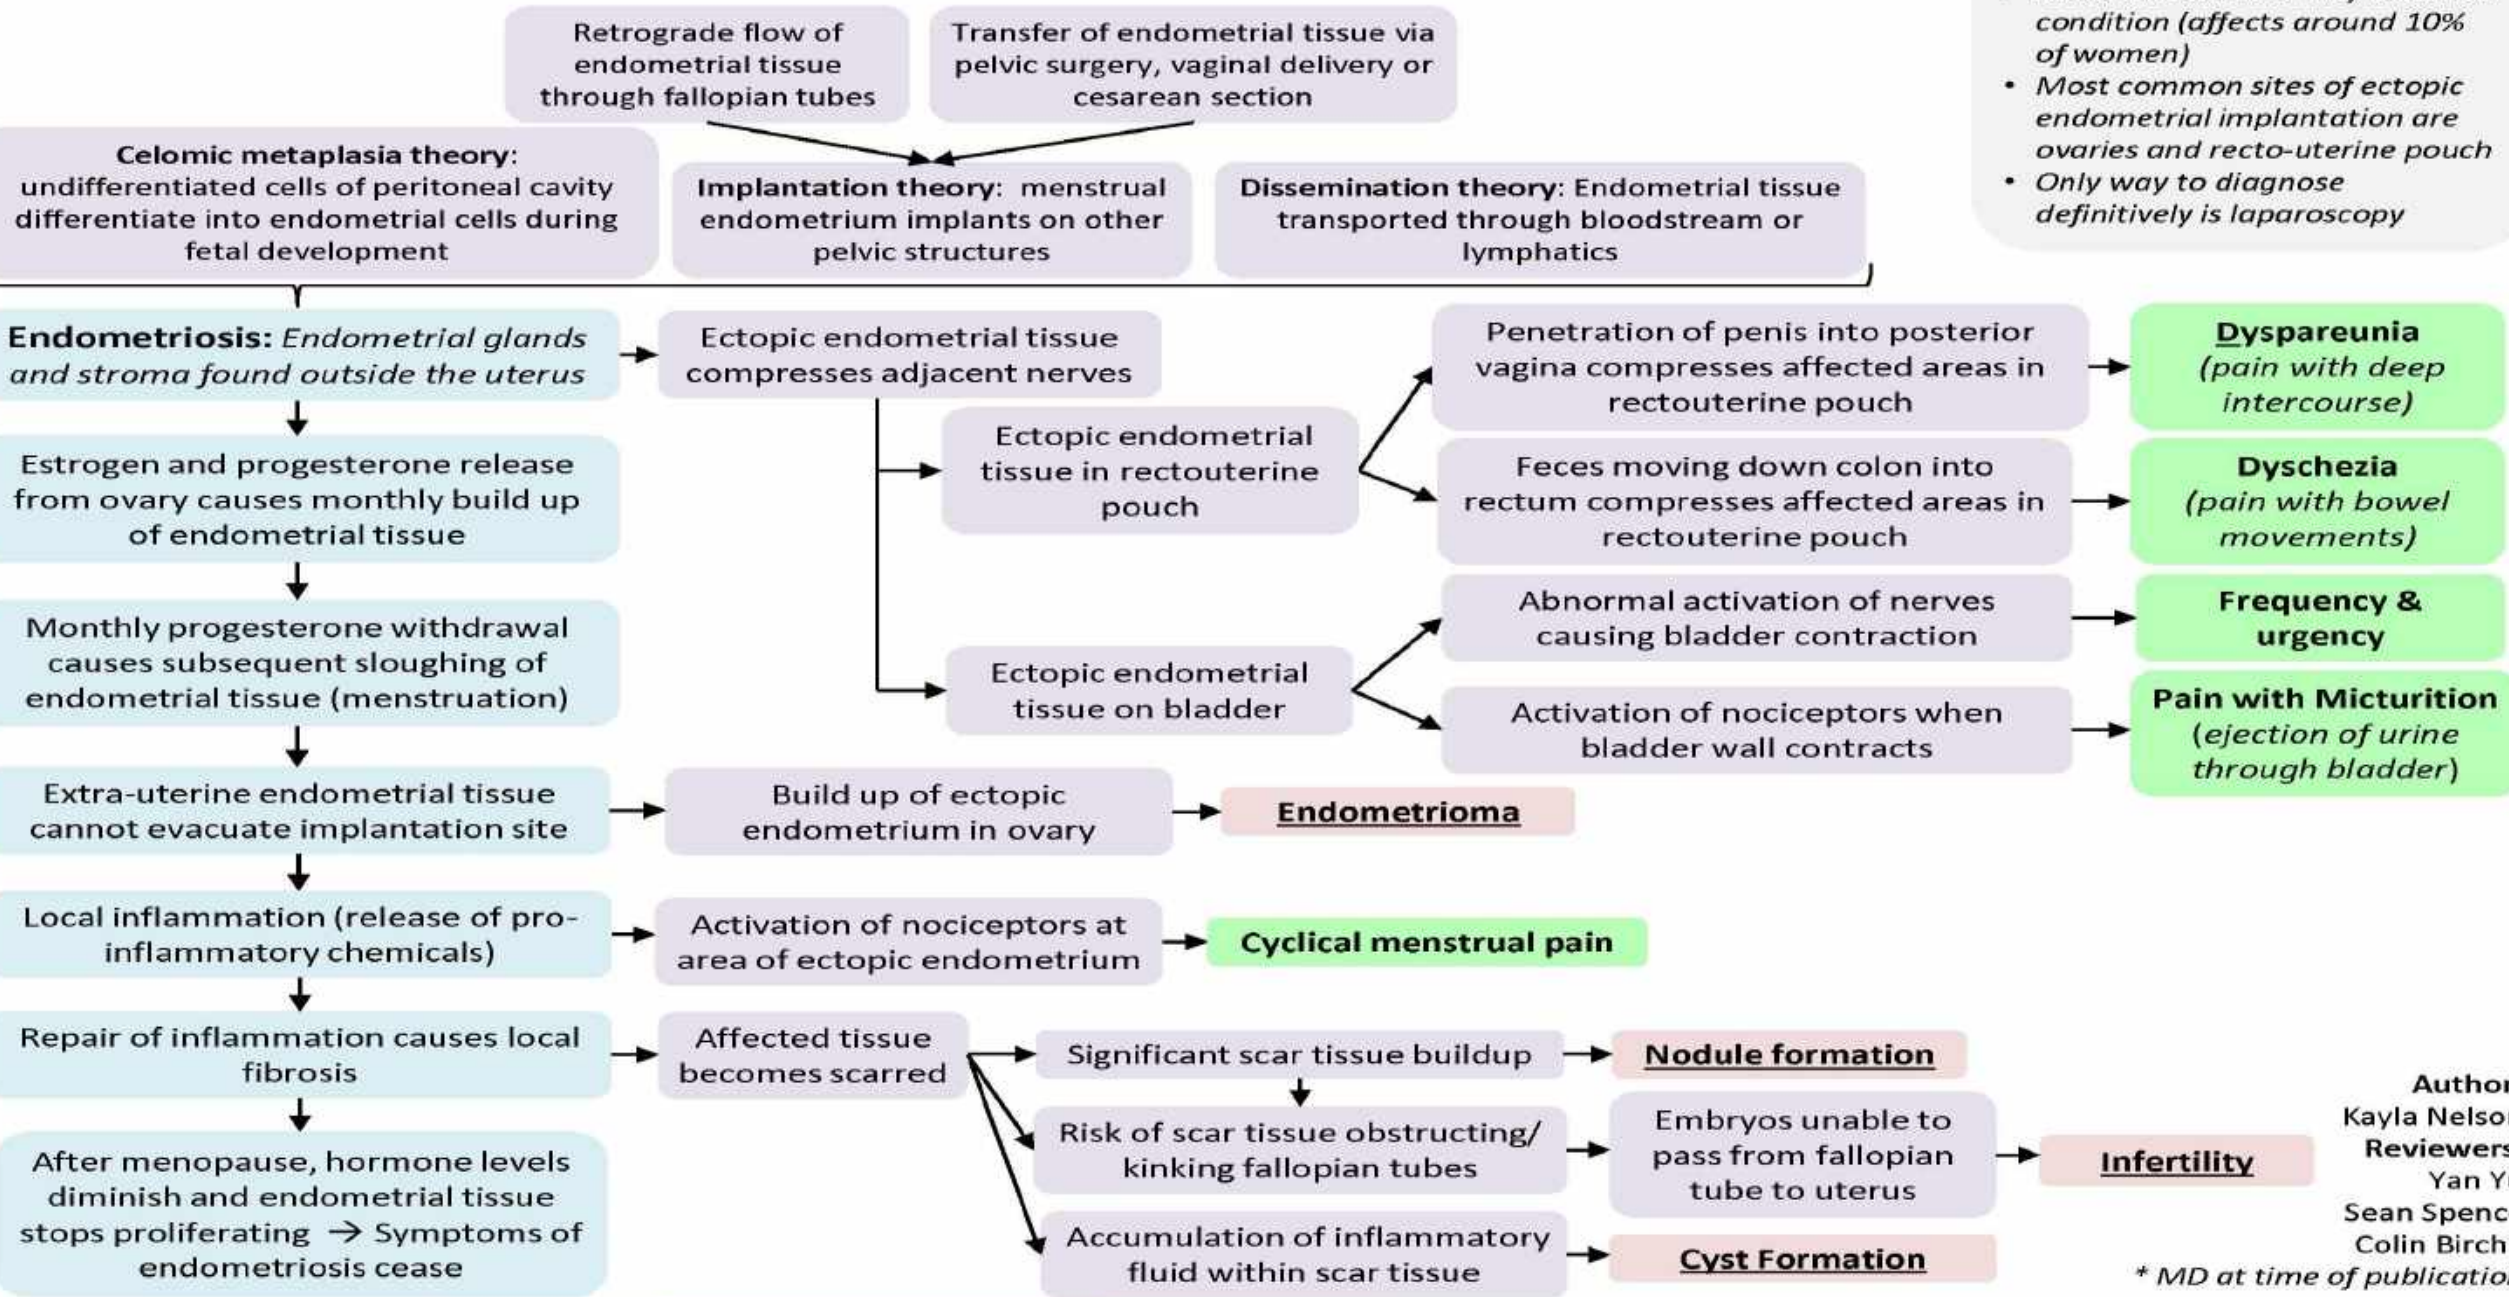 Retrograde flow of
endometrial tissue
through fallopian tubes
Transfer of endometrial tissue via
pelvic surgery, vaginal delivery or
cesarean section
condition (affects around 10%
of women)
• Most common sites of ectopic
endometrial implantation are
ovaries and recto-uterine pouch
• Only way to diagnose
definitively is laparoscopy
Celomic metaplasia theory:
undifferentiated cells of peritoneal cavity
differentiate into endometrial cells during
fetal development
Implantation theory: menstrual
endometrium implants on other
pelvic structures
Dissemination theory: Endometrial tissue
transported through bloodstream or
lymphatics
Endometriosis: Endometrial glands
and stroma found outside the uterus
Ectopic endometrial tissue
compresses adjacent nerves
Penetration of penis into posterior
vagina compresses affected areas in
rectouterine pouch
Dyspareunia
(pain with deep
intercourse)
Ectopic endometrial
tissue in rectouterine
pouch
Estrogen and progesterone release
from ovary causes monthly build up
of endometrial tissue
Feces moving down colon into
rectum compresses affected areas in
rectouterine pouch
Dyschezia
(pain with bowel
movements)
Abnormal activation of nerves
causing bladder contraction
Frequency &
urgency
Monthly progesterone withdrawal
causes subsequent sloughing of
endometrial tissue (menstruation)
Ectopic endometrial
tissue on bladder
Activation of nociceptors when
bladder wall contracts
Pain with Micturition
(ejection of urine
through bladder)
Extra-uterine endometrial tissue
cannot evacuate implantation site
Build up of ectopic
endometrium in ovary
Endometrioma
Local inflammation (release of pro-
inflammatory chemicals)
Activation of nociceptors at
area of ectopic endometrium
Cyclical menstrual pain
Repair of inflammation causes local
fibrosis
Affected tissue
becomes scarred
Significant scar tissue buildup
Nodule formation
Risk of scar tissue obstructing/
kinking fallopian tubes
Embryos unable to
pass from fallopian
tube to uterus
Infertility
After menopause, hormone levels
diminish and endometrial tissue
stops proliferating → Symptoms of
endometriosis cease
Accumulation of inflammatory
fluid within scar tissue
Cyst Formation
Author
Kayla Nelson
Reviewers
Yan
Sean
Colin Birch
* MD at time of publication